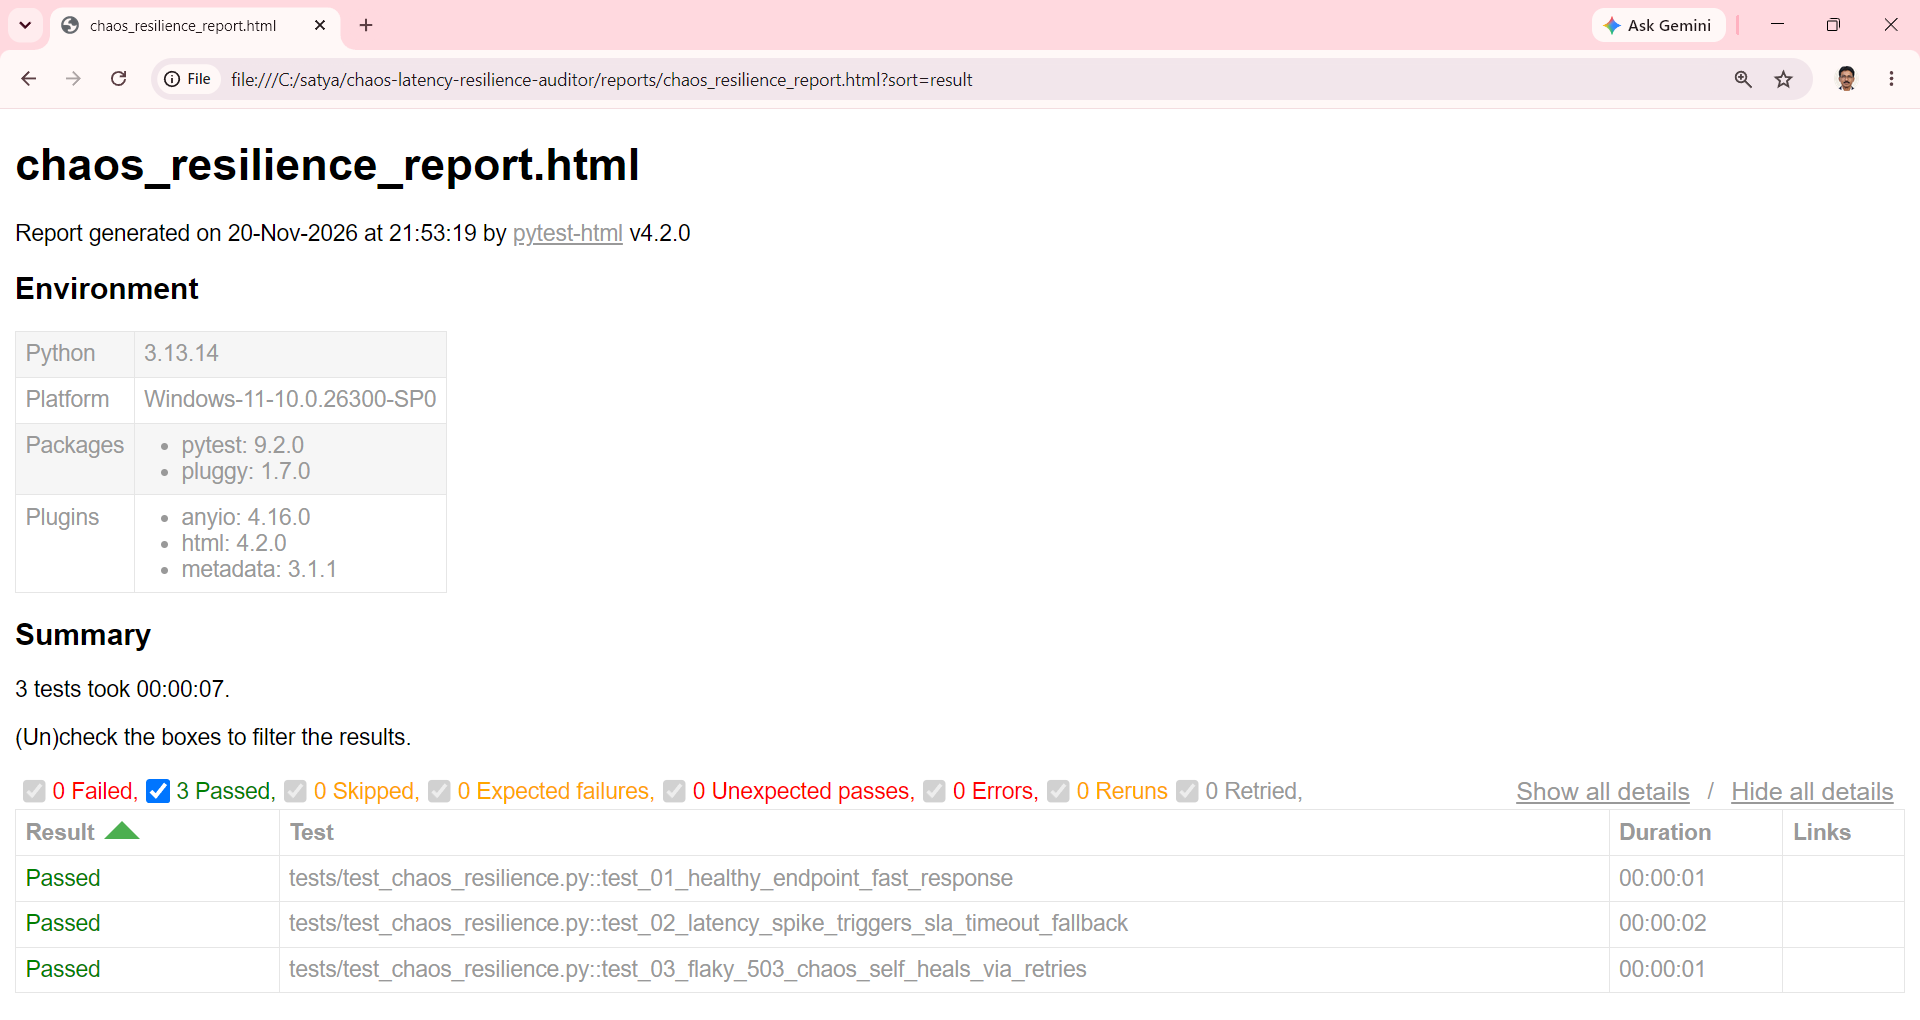 chaos_resilience_report.html
Ask Gemini
File
file:///C:/satya/chaos-latency-resilience-auditor/reports/chaos_resilience_report.html?sort=result
chaos_resilience_report.html
Report generated on 20-Nov-2026 at 21:53:19 by pytest-html v4.2.0
Environment
Python 3.13.14
Platform Windows-11-10.0.26300-SP0
Packages
pytest: 9.2.0
pluggy: 1.7.0
Plugins
anyio: 4.16.0
html: 4.2.0
metadata: 3.1.1
Summary
3 tests took 00:00:07.
(Un)check the boxes to filter the results.
0 Failed, 3 Passed, 0 Skipped, 0 Expected failures, 0 Unexpected passes, 0 Errors, 0 Reruns 0 Retried, Show all details / Hide all details
Result Test Duration Links
Passed tests/test_chaos_resilience.py::test_01_healthy_endpoint_fast_response 00:00:01
Passed tests/test_chaos_resilience.py::test_02_latency_spike_triggers_sla_timeout_fallback 00:00:02
Passed tests/test_chaos_resilience.py::test_03_flaky_503_chaos_self_heals_via_retries 00:00:01